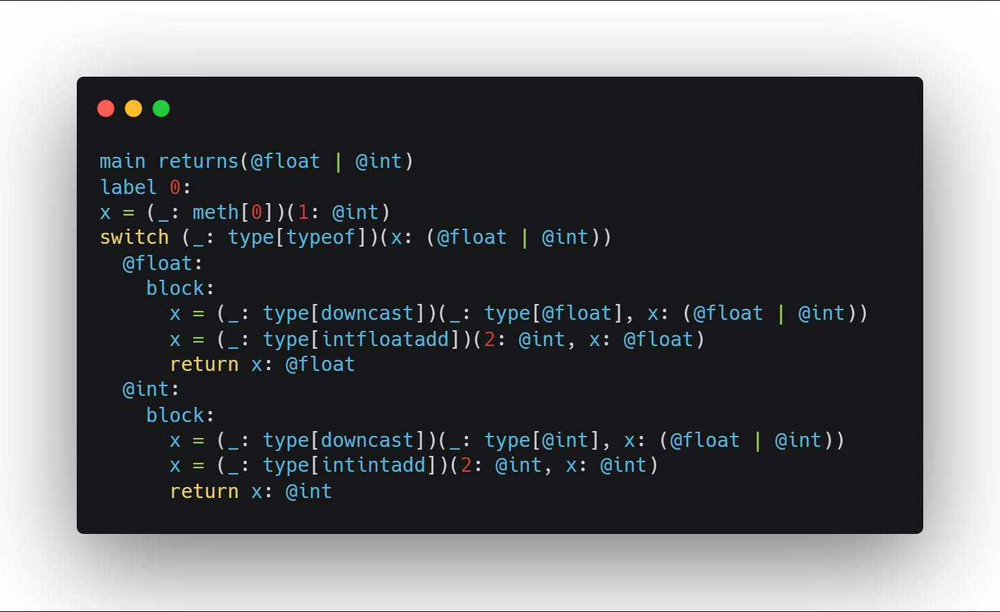 main returns(@float | @int)
label 0:
x = (_: meth[0])(1: @int)
switch (_: type[typeof])(x: (@float | @int))
  @float:
    block:
      x = (_: type[downcast])(_: type[@float], x: (@float | @int))
      x = (_: type[intfloatadd])(2: @int, x: @float)
      return x: @float
  @int:
    block:
      x = (_: type[downcast])(_: type[@int], x: (@float | @int))
      x = (_: type[intintadd])(2: @int, x: @int)
      return x: @int